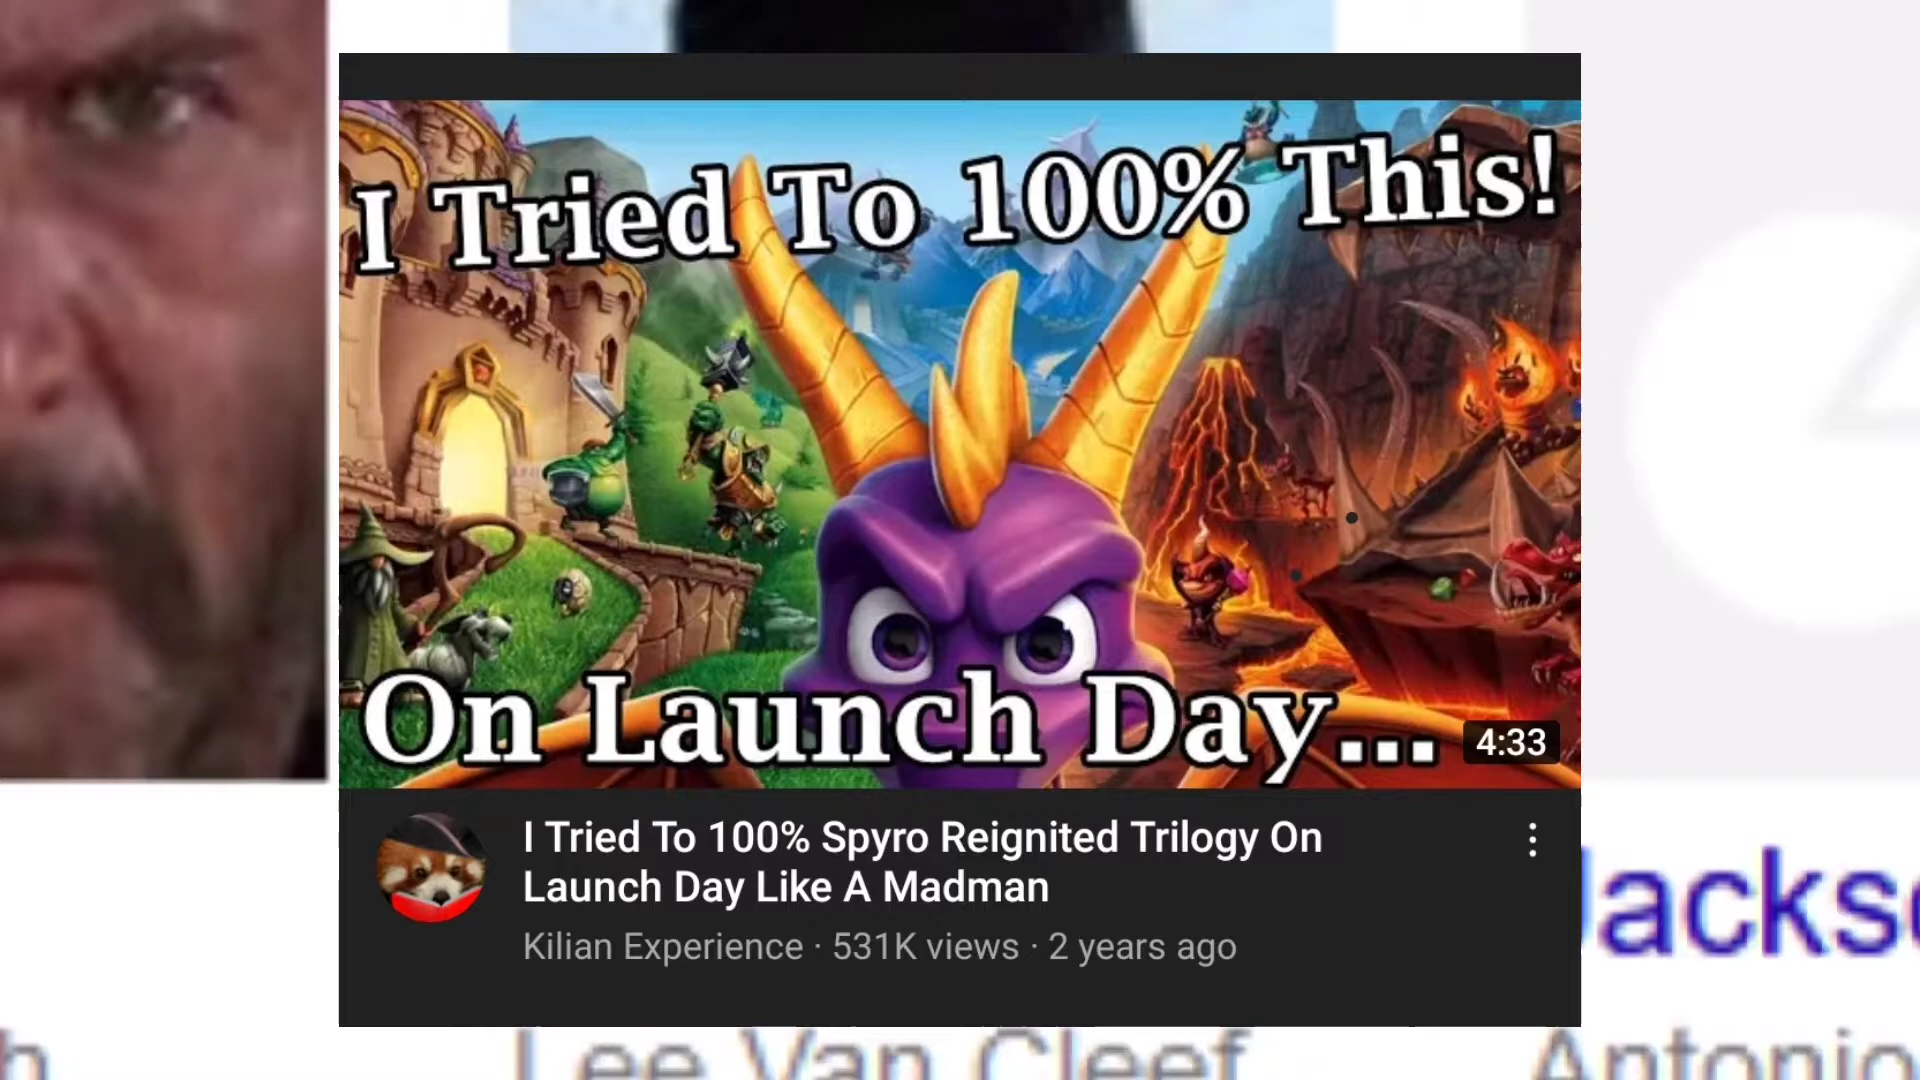 I Tried To 100% This!
On Launch Day...
4:33
I Tried To 100% Spyro Reignited Trilogy On
Launch Day Like A Madman
Kilian Experience · 531K views · 2 years ago
Lee Van Cleef
Antonio